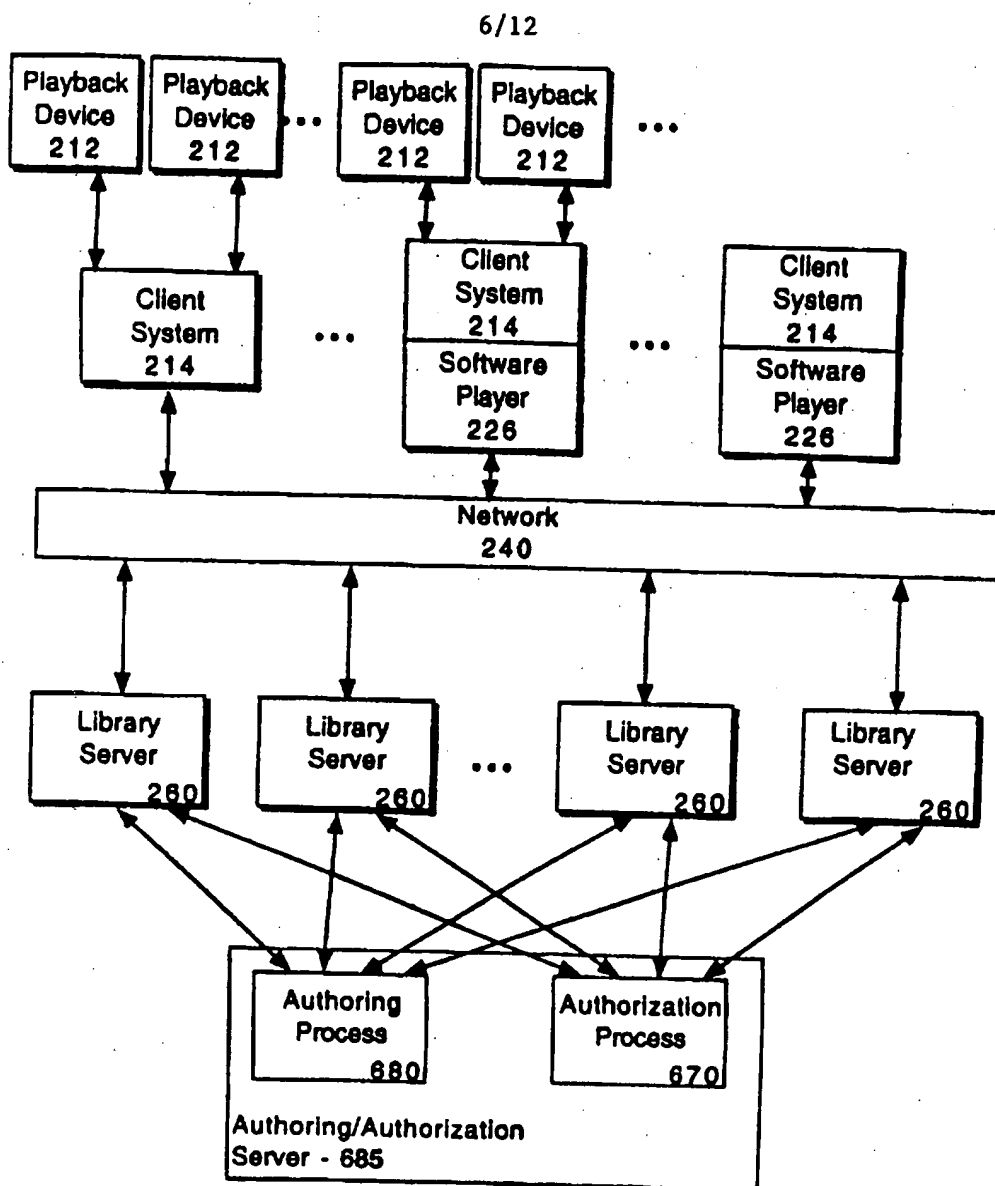 6/12
Playback
Device
212
Playback
Device
212
...
Playback
Device
212
Playback
Device
212
...
Client
System
214
...
Client
System
214
Software
Player
226
...
Client
System
214
Software
Player
226
Network
240
Library
Server
260
Library
Server
260
...
Library
Server
260
Library
Server
260
Authoring
Process
680
Authorization
Process
670
Authoring/Authorization
Server - 685